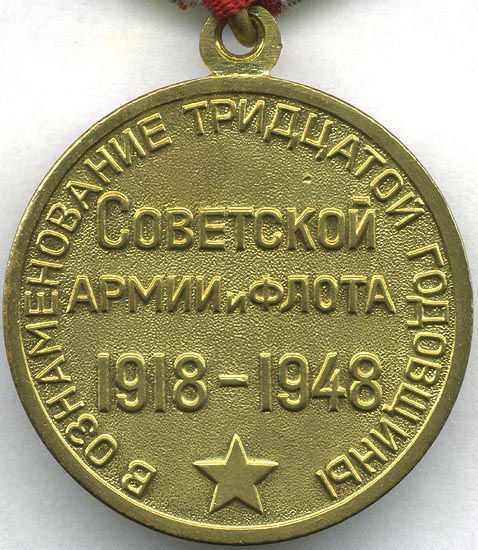 В ОЗНАМЕНОВАНИЕ ТРИДЦАТОЙ ГОДОВЩИНЫ
СОВЕТСКОЙ
АРМИИ и ФЛОТА
1918-1948